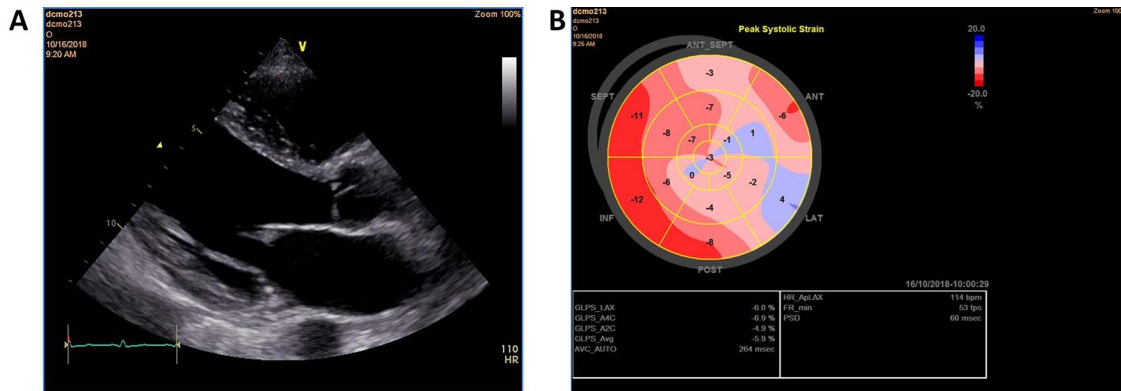 A
dcmo213
dcmo213
O
10/16/2018
9:20 AM
Zoom 100%
V
5
10
110
HR
B
dcmo213
dcmo213
O
10/16/2018
9:25 AM
Zoom 100
Peak Systolic Strain
20.0
-20.0
%
ANT_SEPT
SEPT
ANT
INF
LAT
POST
-3
-11
-7
-6
-8
-7
-1
1
-3
-12
-6
0
-5
-2
4
-4
-8
16/10/2018-10:00:29
GLPS_LAX -6.0 %
GLPS_A4C -6.9 %
GLPS_A2C -4.9 %
GLPS_Avg -5.9 %
AVC_AUTO 264 msec
HR_ApLAX 114 bpm
FR_min 53 fps
PSD 60 msec